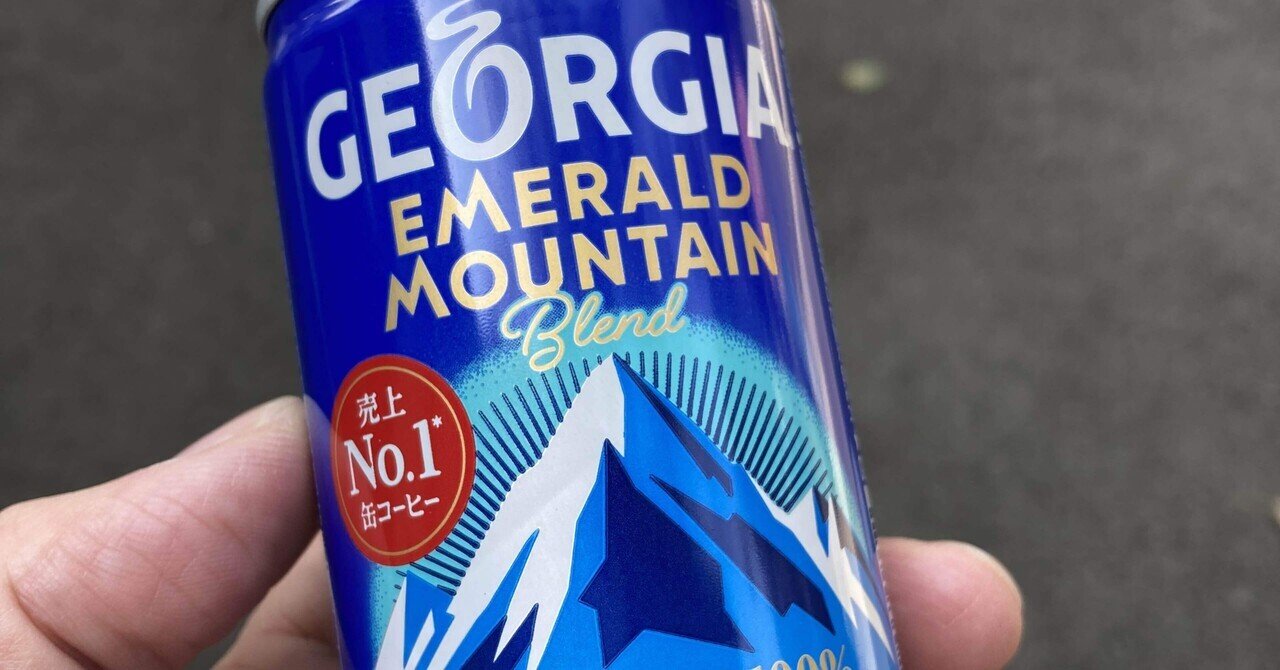 GEORGIA
EMERALD
MOUNTAIN
Blend
売上
No.1*
缶コーヒー